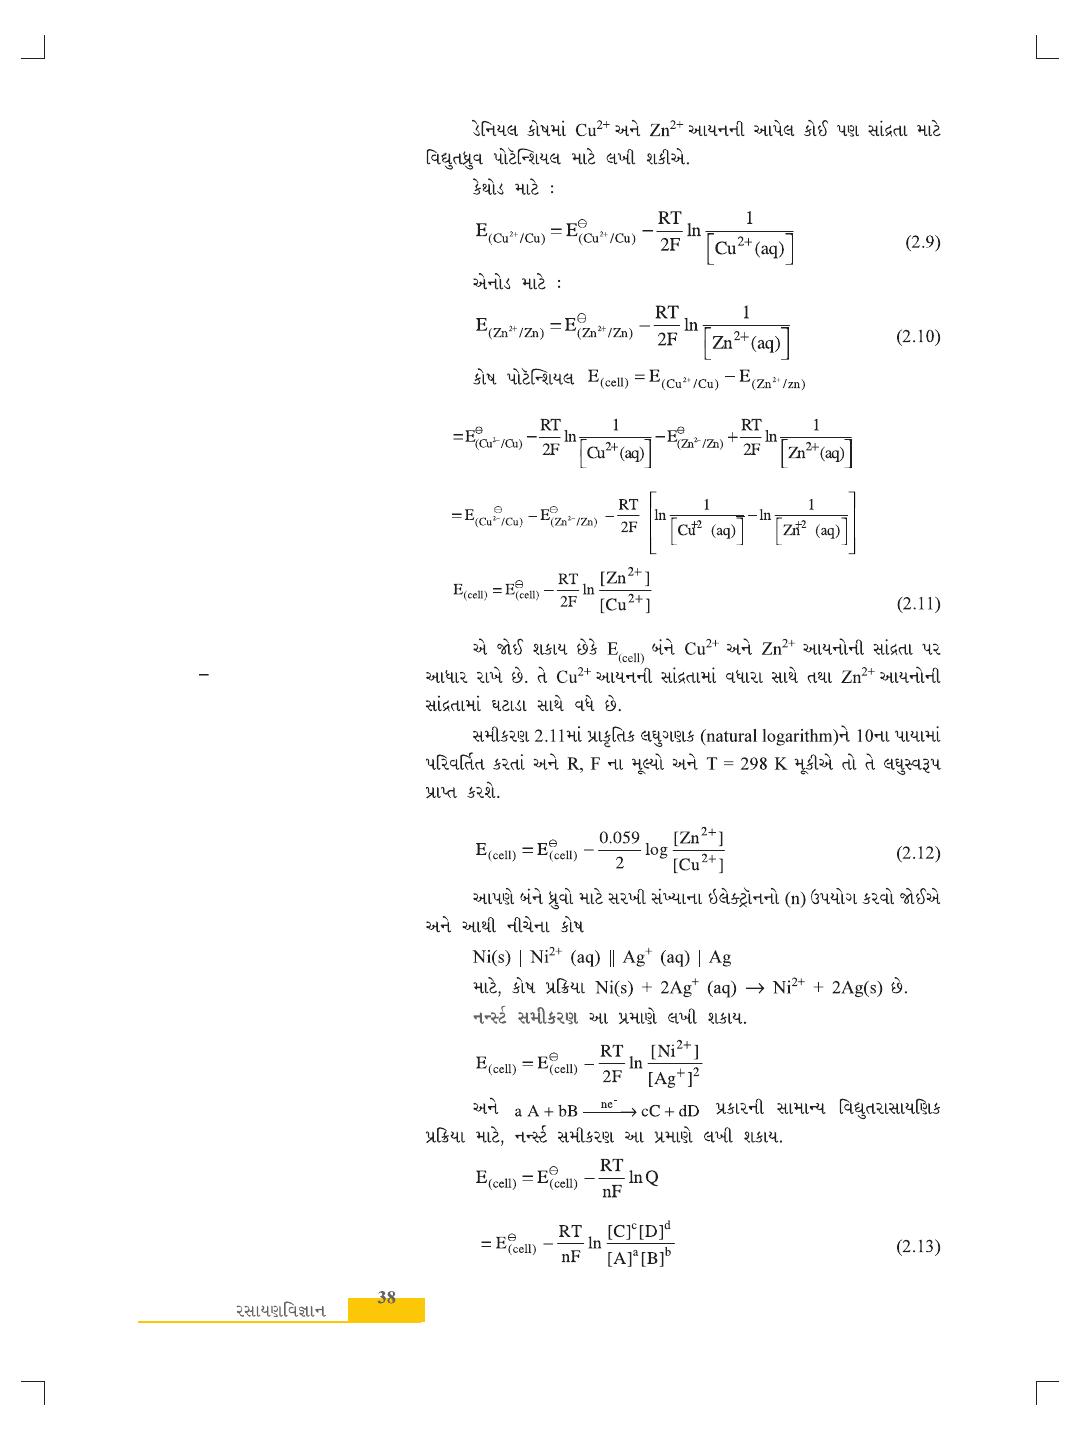 ડેનિયલ કોષમાં Cu²⁺ અને Zn²⁺ આયનની આપેલ કોઈ પણ સાંદ્રતા માટે
વિદ્યુતધ્રુવ પોટૅન્શિયલ માટે લખી શકીએ.
કેથોડ માટે :
E(Cu²⁺/Cu) = E⊖(Cu²⁺/Cu) − RT/2F ln 1/[Cu²⁺(aq)] (2.9)
એનોડ માટે :
E(Zn²⁺/Zn) = E⊖(Zn²⁺/Zn) − RT/2F ln 1/[Zn²⁺(aq)] (2.10)
કોષ પોટૅન્શિયલ E(cell) = E(Cu²⁺/Cu) − E(Zn²⁺/zn)
= E⊖(Cu²⁻/Cu) − RT/2F ln 1/[Cu²⁺(aq)] − E⊖(Zn²⁻/Zn) + RT/2F ln 1/[Zn²⁺(aq)]
= E⊖(Cu²⁻/Cu) − E⊖(Zn²⁻/Zn) − RT/2F [ln 1/[Cu⁺² (aq)] − ln 1/[Zn⁺² (aq)]]
E(cell) = E⊖(cell) − RT/2F ln [Zn²⁺]/[Cu²⁺] (2.11)
એ જોઈ શકાય છેકે E(cell) બંને Cu²⁺ અને Zn²⁺ આયનોની સાંદ્રતા પર
આધાર રાખે છે. તે Cu²⁺ આયનની સાંદ્રતામાં વધારા સાથે તથા Zn²⁺ આયનોની
સાંદ્રતામાં ઘટાડા સાથે વધે છે.
સમીકરણ 2.11માં પ્રાકૃતિક લઘુગણક (natural logarithm)ને 10ના પાયામાં
પરિવર્તિત કરતાં અને R, F ના મૂલ્યો અને T = 298 K મૂકીએ તો તે લઘુસ્વરૂપ
પ્રાપ્ત કરશે.
E(cell) = E⊖(cell) − 0.059/2 log [Zn²⁺]/[Cu²⁺] (2.12)
આપણે બંને ધ્રુવો માટે સરખી સંખ્યાના ઇલેક્ટ્રૉનનો (n) ઉપયોગ કરવો જોઈએ
અને આથી નીચેના કોષ
Ni(s) | Ni²⁺ (aq) || Ag⁺ (aq) | Ag
માટે, કોષ પ્રક્રિયા Ni(s) + 2Ag⁺ (aq) → Ni²⁺ + 2Ag(s) છે.
નર્ન્સ્ટ સમીકરણ આ પ્રમાણે લખી શકાય.
E(cell) = E⊖(cell) − RT/2F ln [Ni²⁺]/[Ag⁺]²
અને a A + bB —ne⁻→ cC + dD પ્રકારની સામાન્ય વિદ્યુતરાસાયણિક
પ્રક્રિયા માટે, નર્ન્સ્ટ સમીકરણ આ પ્રમાણે લખી શકાય.
E(cell) = E⊖(cell) − RT/nF ln Q
= E⊖(cell) − RT/nF ln [C]ᶜ[D]ᵈ/[A]ᵃ[B]ᵇ (2.13)
રસાયણવિજ્ઞાન 38